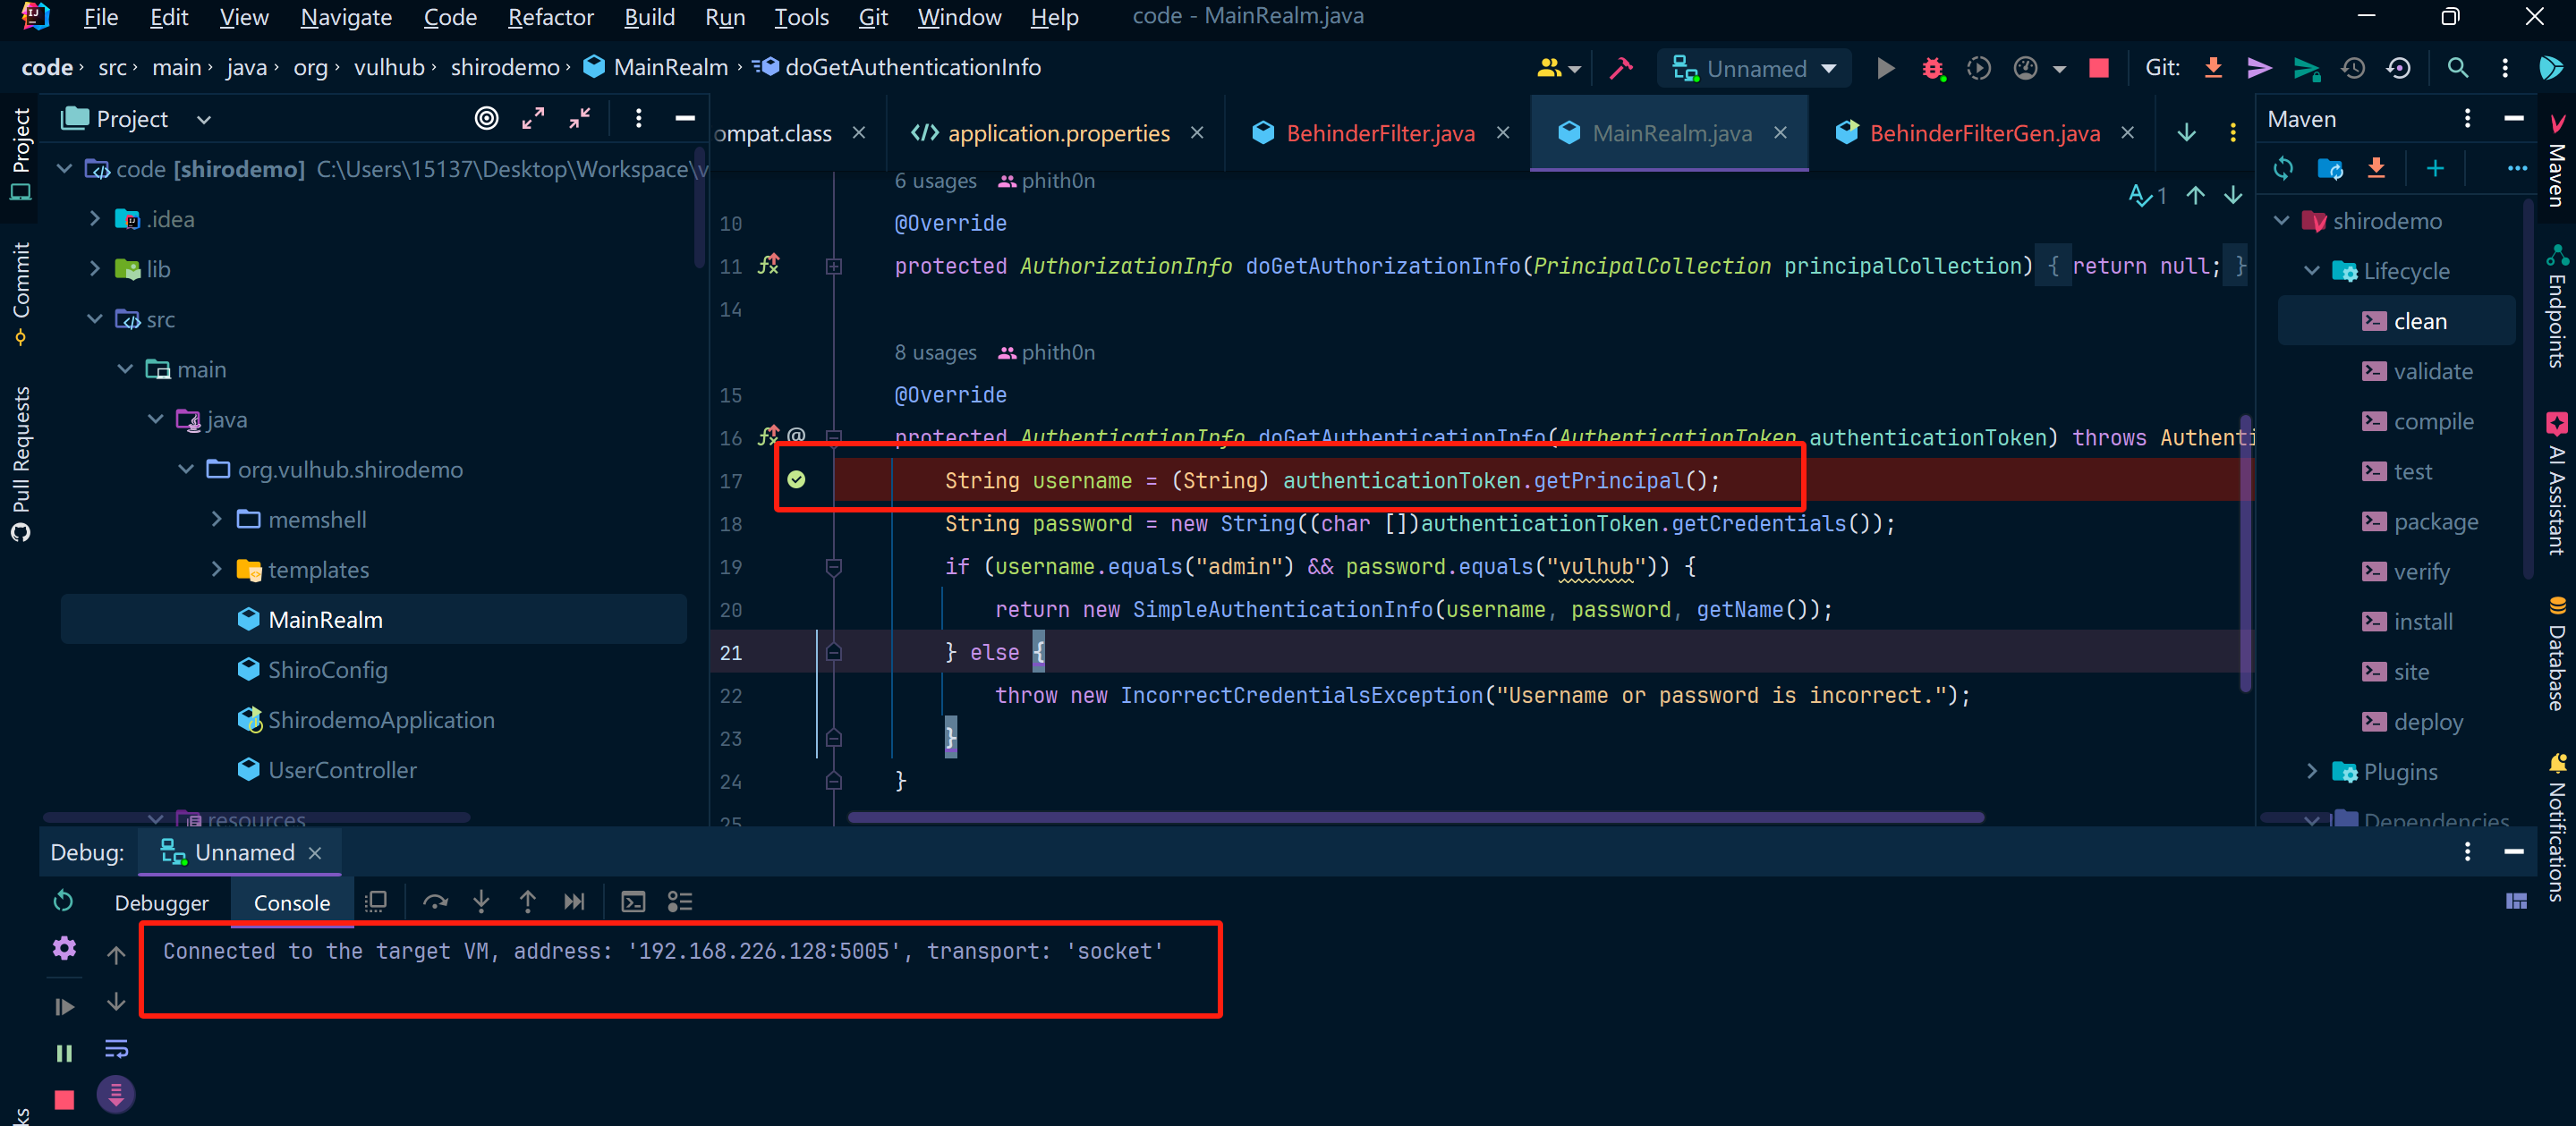 File Edit View Navigate Code Refactor Build Run Tools Git Window Help code - MainRealm.java
code › src › main › java › org › vulhub › shirodemo › MainRealm › doGetAuthenticationInfo
Unnamed
Git:
Project
ompat.class
application.properties
BehinderFilter.java
MainRealm.java
BehinderFilterGen.java
Maven
Project
Commit
Pull Requests
code [shirodemo] C:\Users\15137\Desktop\Workspace\v
.idea
lib
src
main
java
org.vulhub.shirodemo
memshell
templates
MainRealm
ShiroConfig
ShirodemoApplication
UserController
resources
6 usages phith0n
1
10 @Override
11 protected AuthorizationInfo doGetAuthorizationInfo(PrincipalCollection principalCollection) { return null; }
14
8 usages phith0n
15 @Override
16 protected AuthenticationInfo doGetAuthenticationInfo(AuthenticationToken authenticationToken) throws Authenti
17 String username = (String) authenticationToken.getPrincipal();
18 String password = new String((char [])authenticationToken.getCredentials());
19 if (username.equals("admin") && password.equals("vulhub")) {
20 return new SimpleAuthenticationInfo(username, password, getName());
21 } else {
22 throw new IncorrectCredentialsException("Username or password is incorrect.");
23 }
24 }
25
shirodemo
Lifecycle
clean
validate
compile
test
package
verify
install
site
deploy
Plugins
Dependencies
Maven
Endpoints
AI Assistant
Database
Notifications
Debug: Unnamed
Debugger Console
Connected to the target VM, address: '192.168.226.128:5005', transport: 'socket'
ks